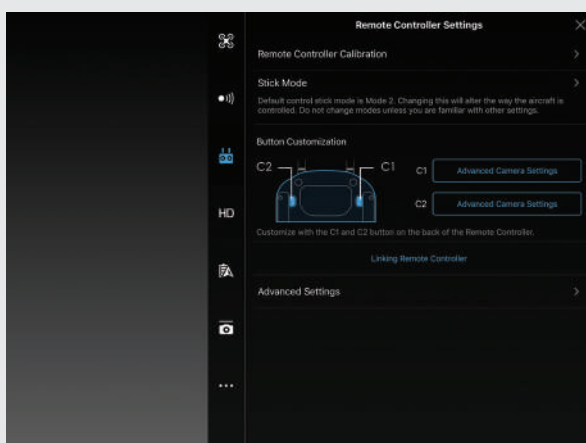 Remote Controller Settings
Remote Controller Calibration
Stick Mode
Default control stick mode is Mode 2. Changing this will alter the way the aircraft is
controlled. Do not change modes unless you are familiar with other settings.
Button Customization
C2 C1 C1 Advanced Camera Settings
C2 Advanced Camera Settings
HD
Customize with the C1 and C2 button on the back of the Remote Controller.
Linking Remote Controller
Advanced Settings